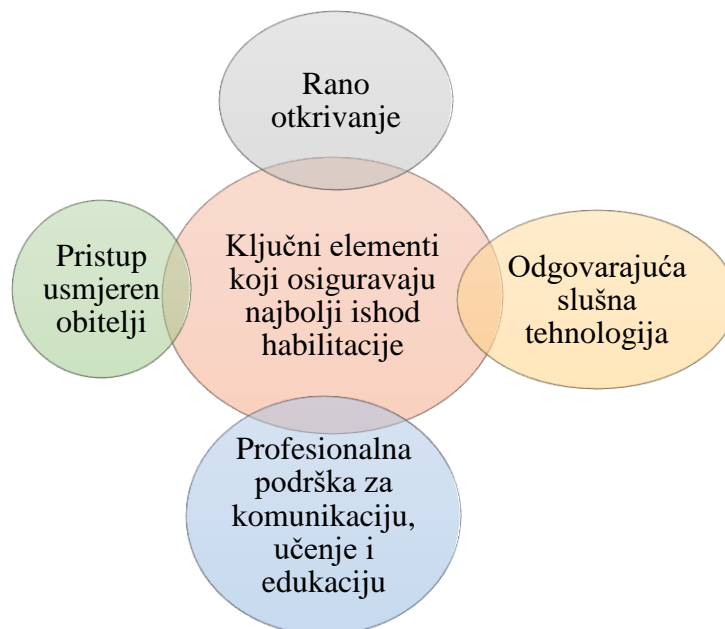 Rano
otkrivanje
Pristup
usmjeren
obitelji
Ključni elementi
koji osiguravaju
najbolji ishod
habilitacije
Odgovarajuća
slušna
tehnologija
Profesionalna
podrška za
komunikaciju,
učenje i
edukaciju